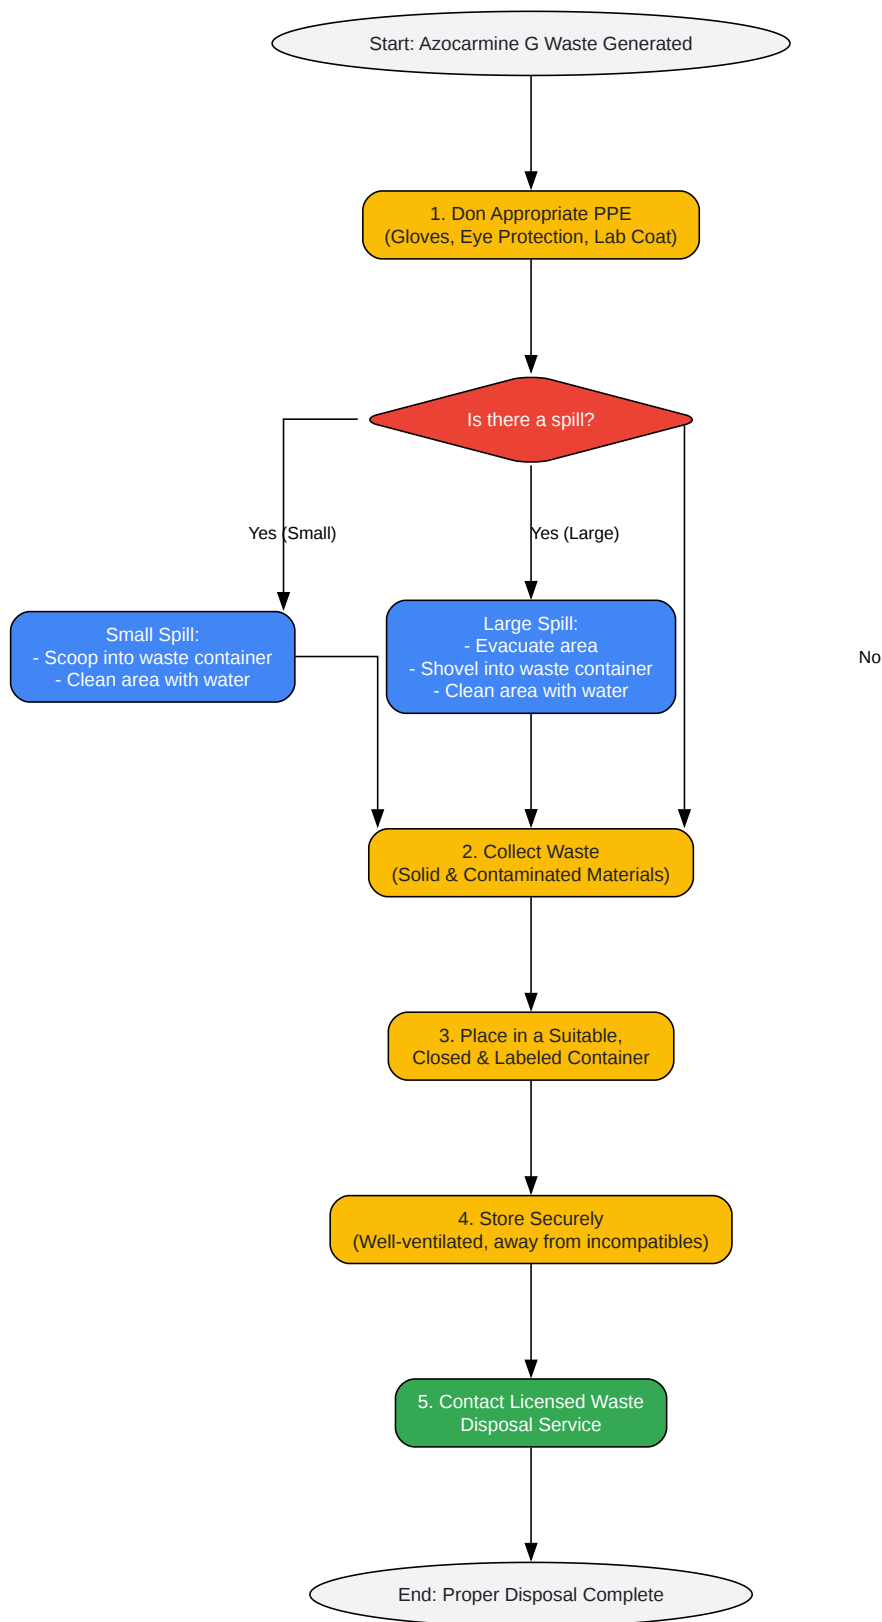 Start: Azocarmine G Waste Generated
1. Don Appropriate PPE
(Gloves, Eye Protection, Lab Coat)
Is there a spill?
Yes (Small)
Yes (Large)
Small Spill:
- Scoop into waste container
- Clean area with water
Large Spill:
- Evacuate area
- Shovel into waste container
- Clean area with water
No
2. Collect Waste
(Solid & Contaminated Materials)
3. Place in a Suitable,
Closed & Labeled Container
4. Store Securely
(Well-ventilated, away from incompatibles)
5. Contact Licensed Waste
Disposal Service
End: Proper Disposal Complete